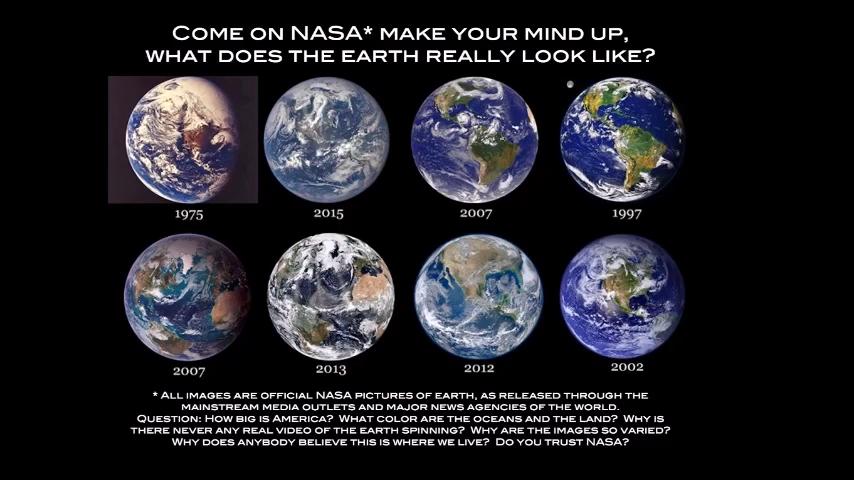 COME ON NASA* MAKE YOUR MIND UP,
WHAT DOES THE EARTH REALLY LOOK LIKE?
1975 2015 2007 1997
2007 2013 2012 2002
* ALL IMAGES ARE OFFICIAL NASA PICTURES OF EARTH, AS RELEASED THROUGH THE
MAINSTREAM MEDIA OUTLETS AND MAJOR NEWS AGENCIES OF THE WORLD.
QUESTION: HOW BIG IS AMERICA? WHAT COLOR ARE THE OCEANS AND THE LAND? WHY IS
THERE NEVER ANY REAL VIDEO OF THE EARTH SPINNING? WHY ARE THE IMAGES SO VARIED?
WHY DOES ANYBODY BELIEVE THIS IS WHERE WE LIVE? DO YOU TRUST NASA?